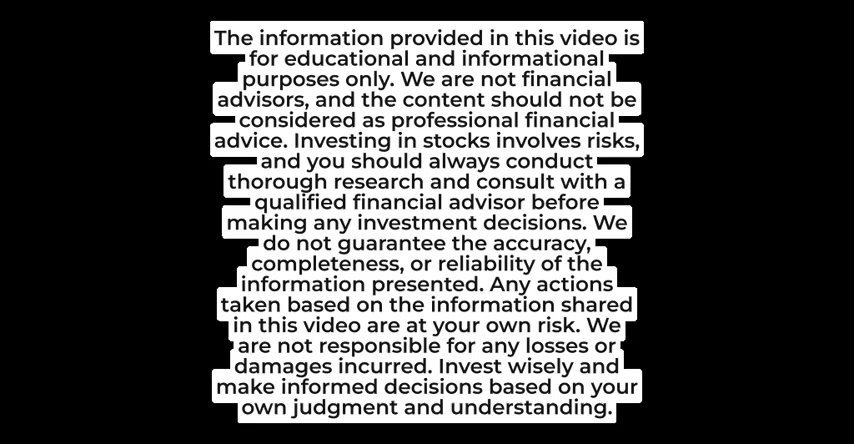 The information provided in this video is
for educational and informational
purposes only. We are not financial
advisors, and the content should not be
considered as professional financial
advice. Investing in stocks involves risks,
and you should always conduct
thorough research and consult with a
qualified financial advisor before
making any investment decisions. We
do not guarantee the accuracy,
completeness, or reliability of the
information presented. Any actions
taken based on the information shared
in this video are at your own risk. We
are not responsible for any losses or
damages incurred. Invest wisely and
make informed decisions based on your
own judgment and understanding.